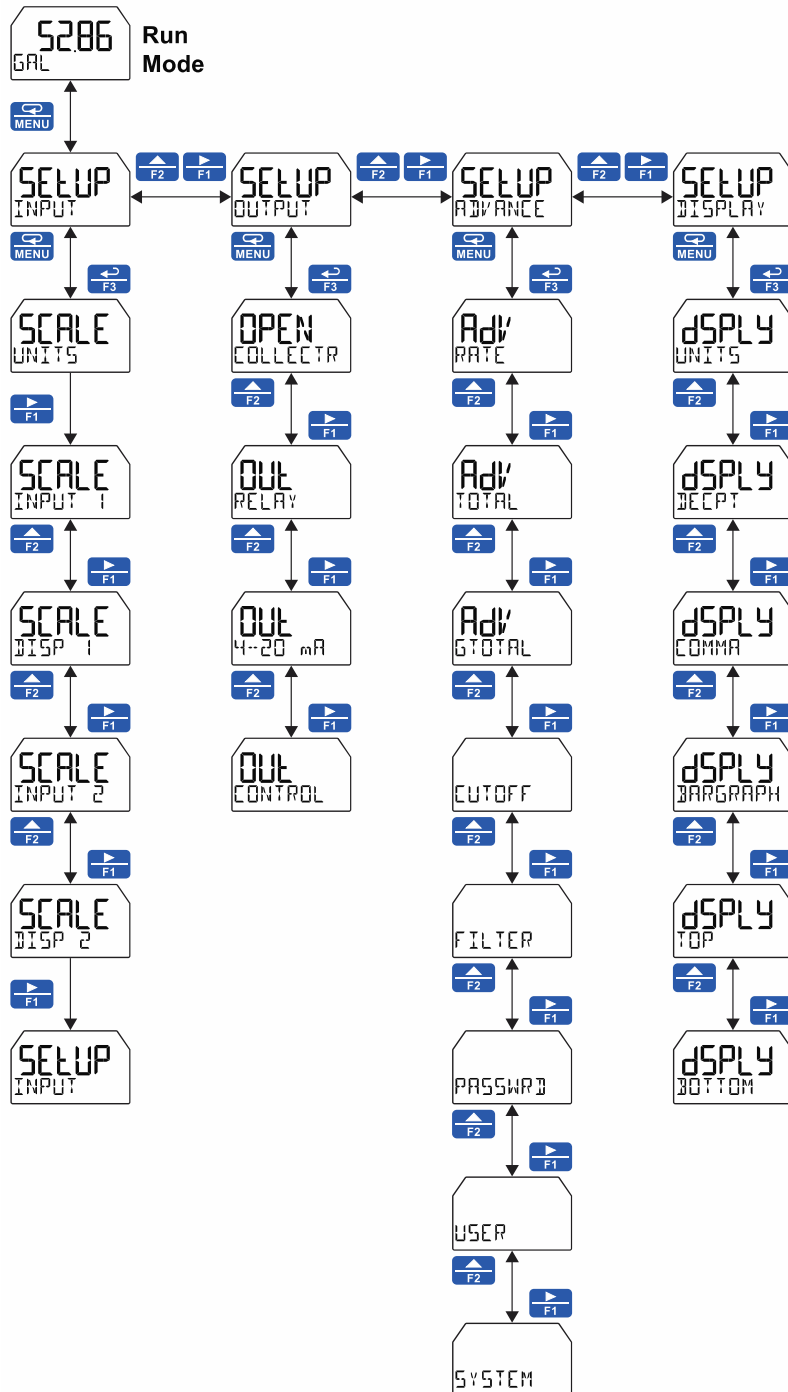 52.86
GAL
Run
Mode
MENU
F2 F1
F2 F1
F2 F1
SEtUP
INPUT
SEtUP
OUTPUT
SEtUP
ADVANCE
SEtUP
DISPLAY
MENU
F3
MENU
F3
MENU
F3
MENU
F3
SCALE
UNITS
OPEN
COLLECTR
AdV
RATE
dSPLY
UNITS
F1
F2
F1
F2
F1
F2
F1
SCALE
INPUT 1
OUt
RELAY
AdV
TOTAL
dSPLY
DECPT
F2
F1
F2
F1
F2
F1
F2
F1
SCALE
DISP 1
OUt
4--20 mA
AdV
GTOTAL
dSPLY
COMMA
F2
F1
F2
F1
F2
F1
F2
F1
SCALE
INPUT 2
OUt
CONTROL
CUTOFF
dSPLY
BARGRAPH
F2
F1
F2
F1
F2
F1
SCALE
DISP 2
FILTER
dSPLY
TOP
F1
F2
F1
F2
F1
SEtUP
INPUT
PASSWRD
dSPLY
BOTTOM
F2
F1
USER
F2
F1
SYSTEM